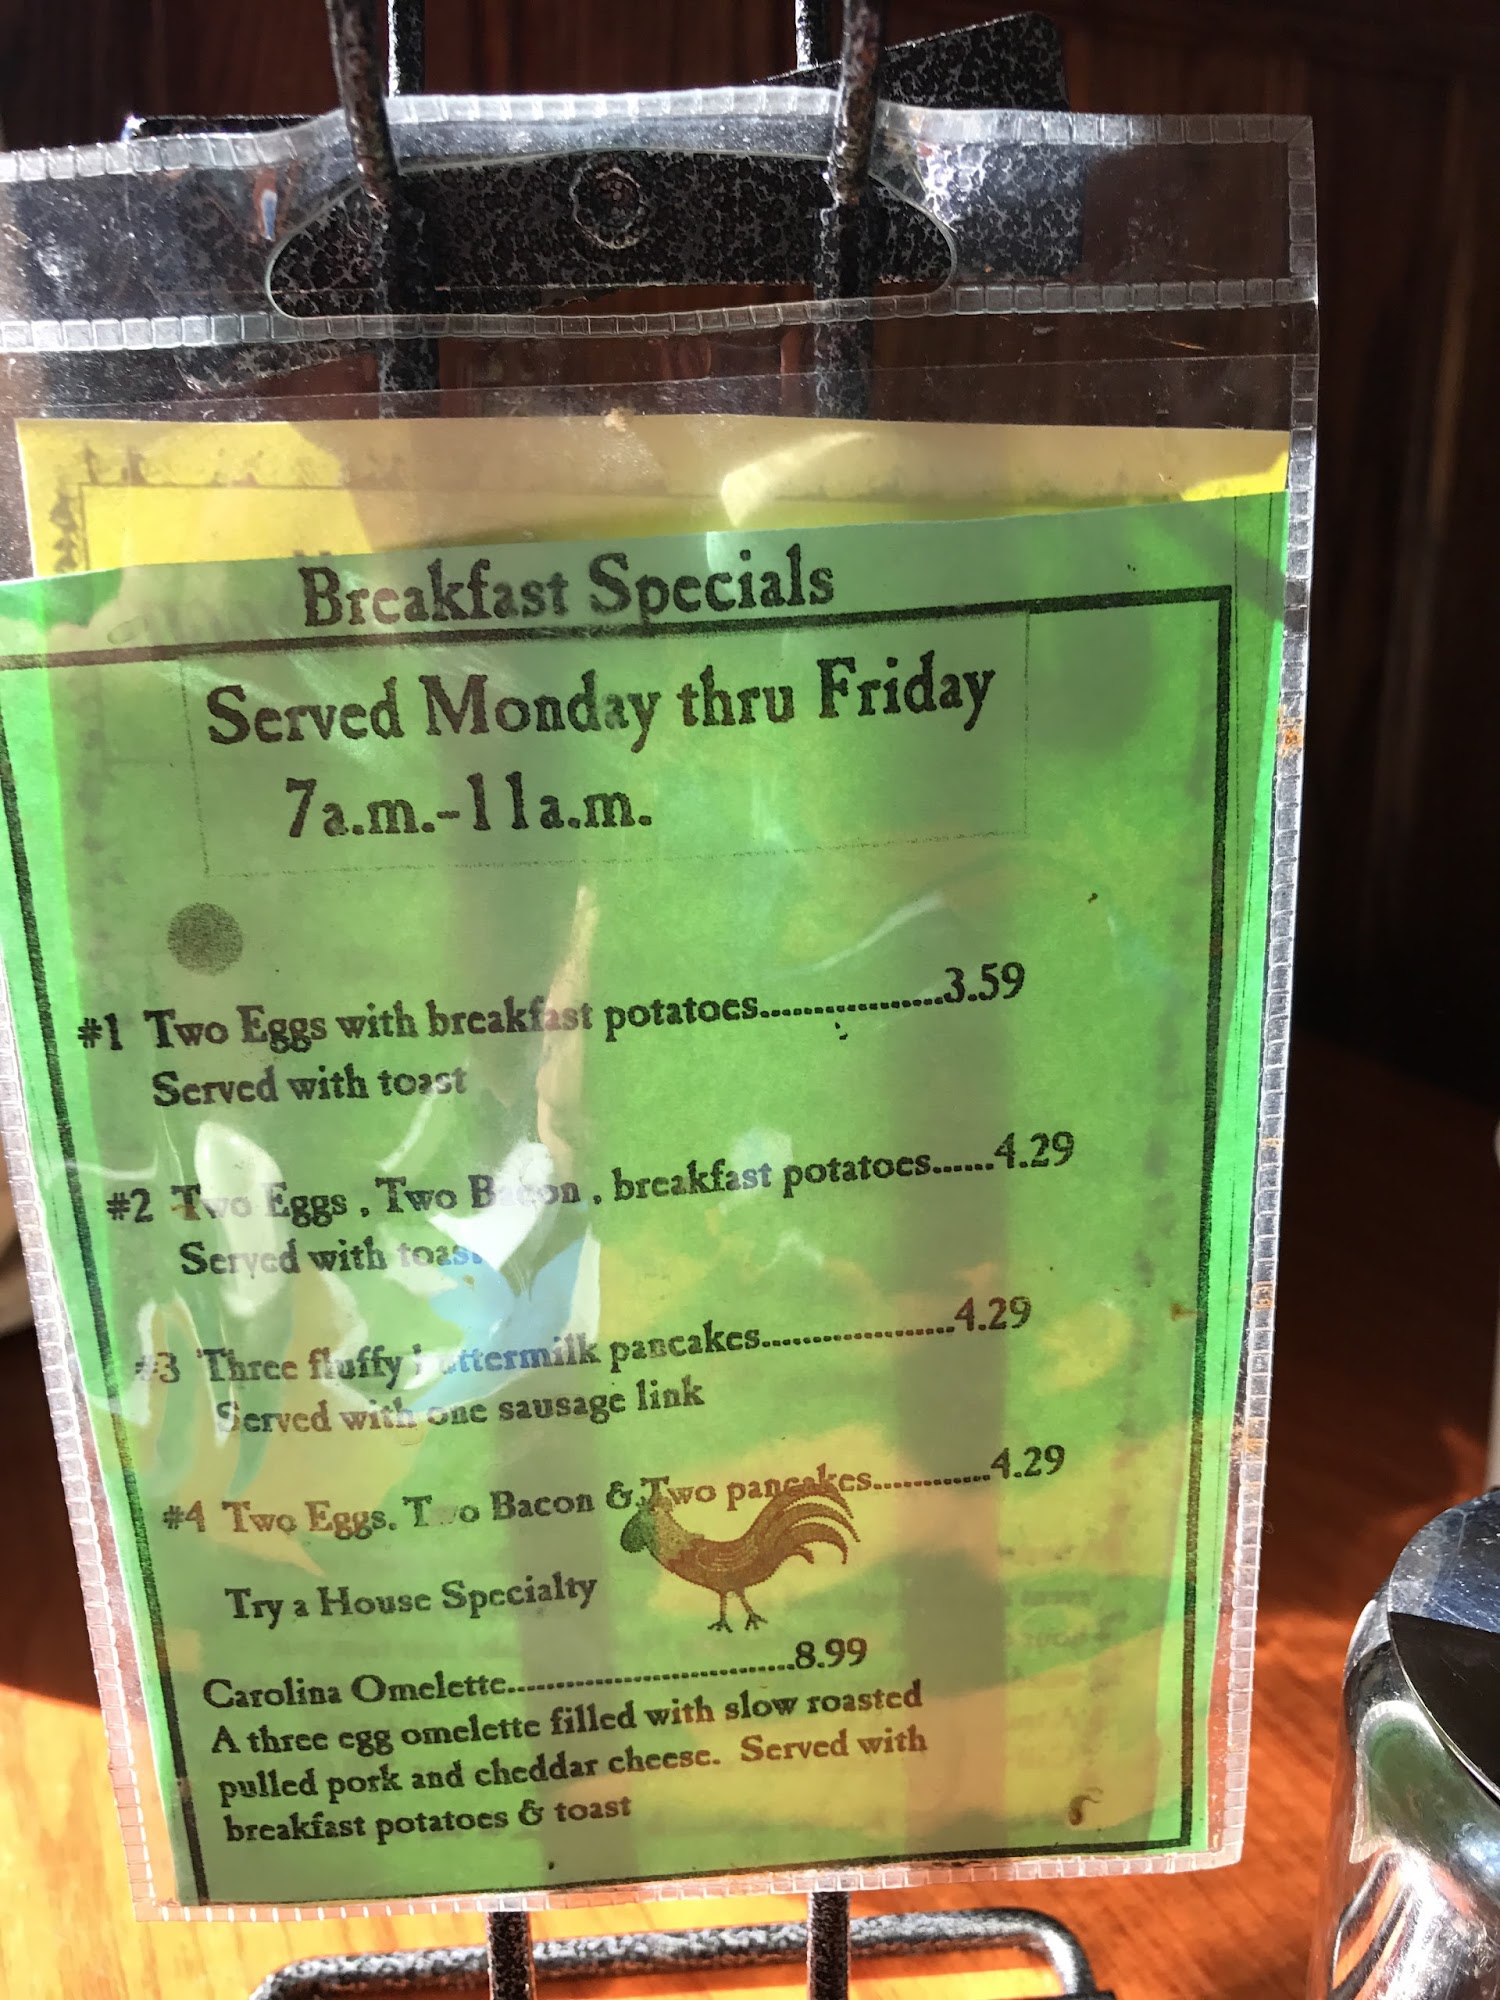 Breakfast Specials
Served Monday thru Friday
7a.m.-11a.m.
#1 Two Eggs with breakfast potatoes.................3.59
Served with toast
#2 Two Eggs , Two Bacon , breakfast potatoes......4.29
Served with toast
#3 Three fluffy buttermilk pancakes...................4.29
Served with one sausage link
#4 Two Eggs, Two Bacon & Two pancakes............4.29
Try a House Specialty
Carolina Omelette.............................8.99
A three egg omelette filled with slow roasted
pulled pork and cheddar cheese. Served with
breakfast potatoes & toast